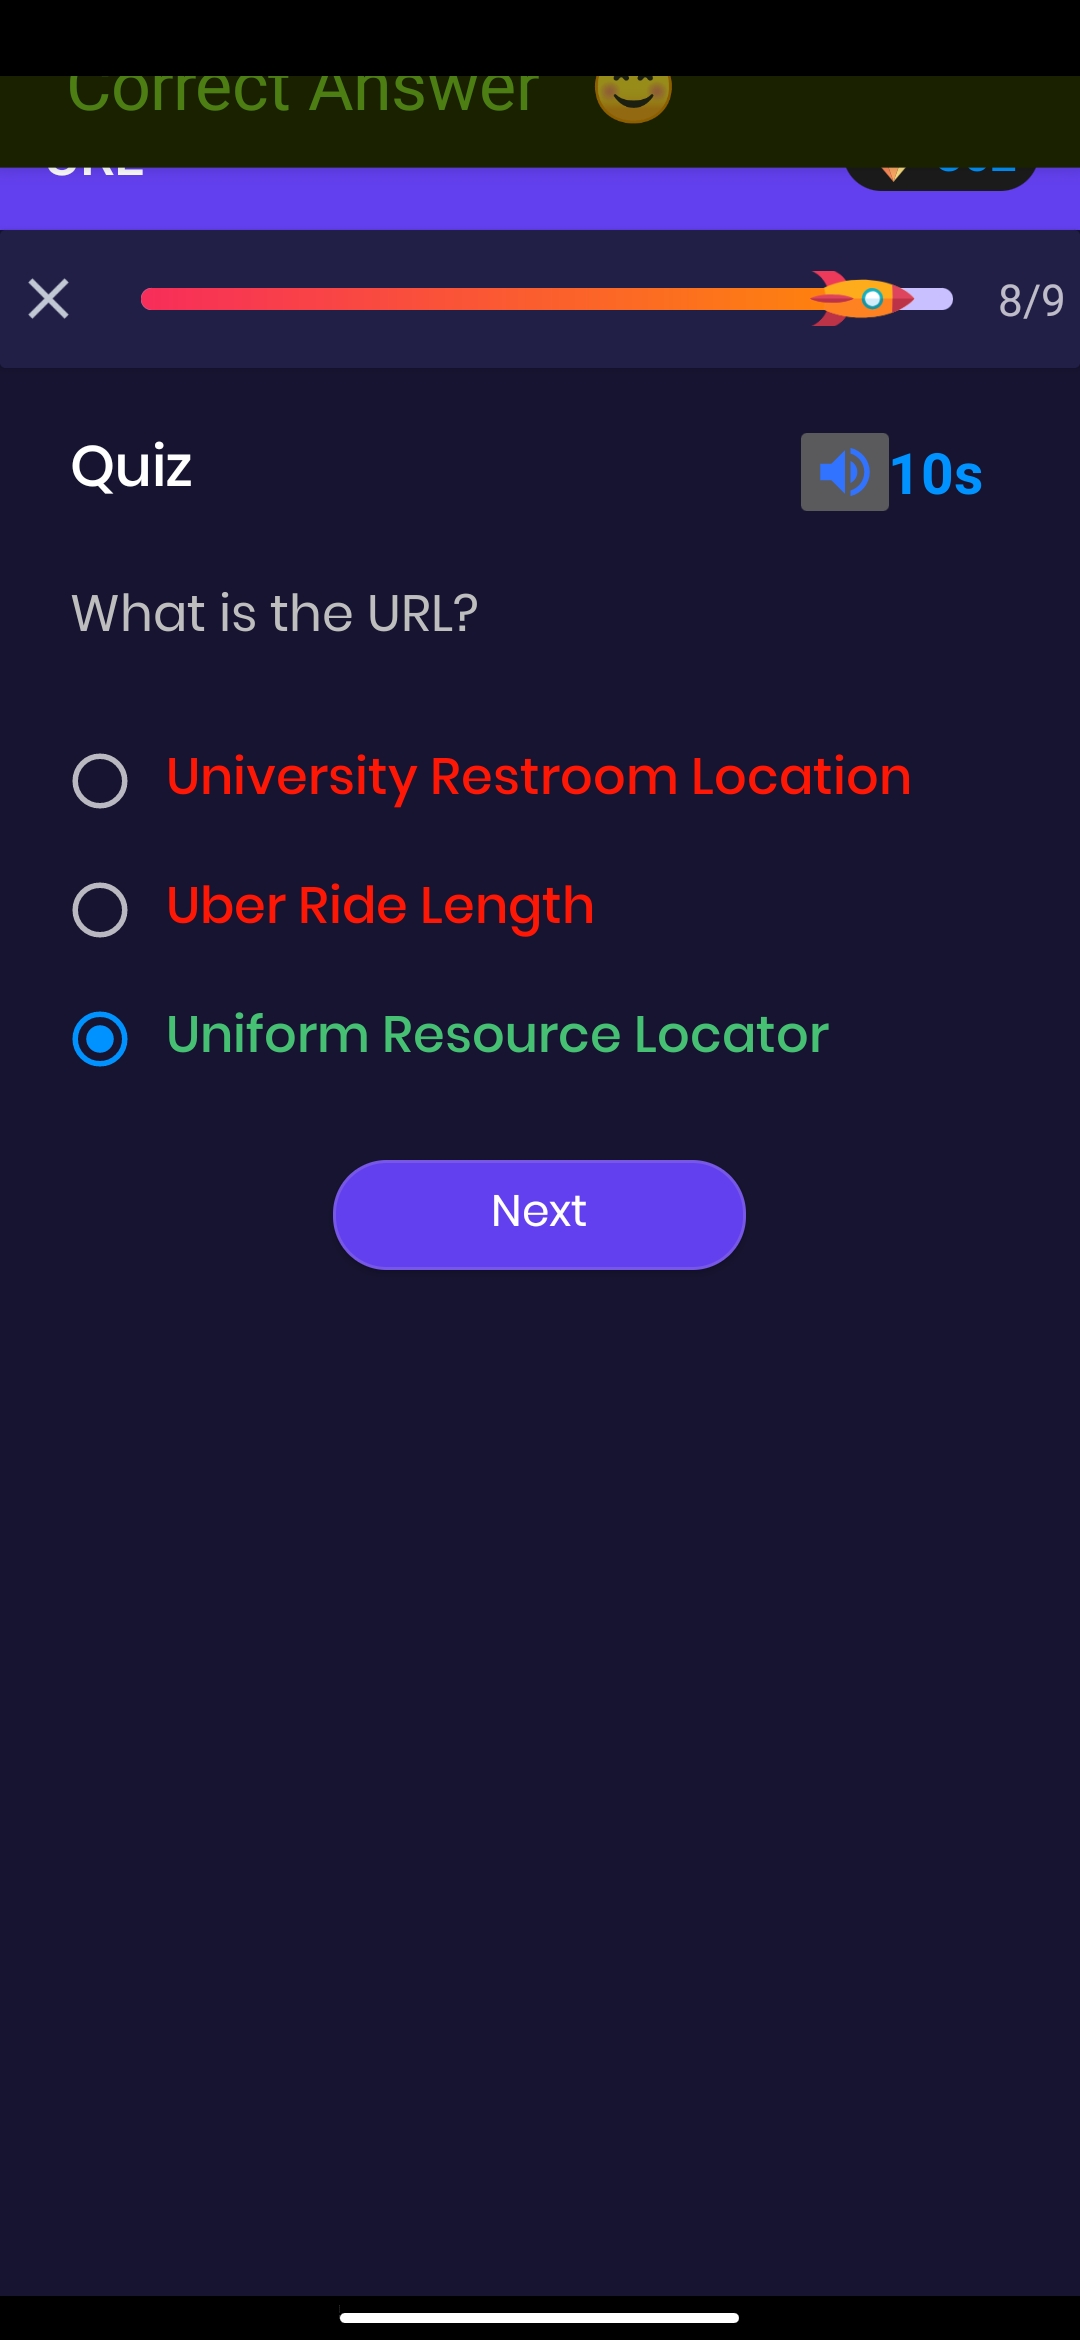 Correct Answer
URL
8/9
Quiz
10s
What is the URL?
University Restroom Location
Uber Ride Length
Uniform Resource Locator
Next